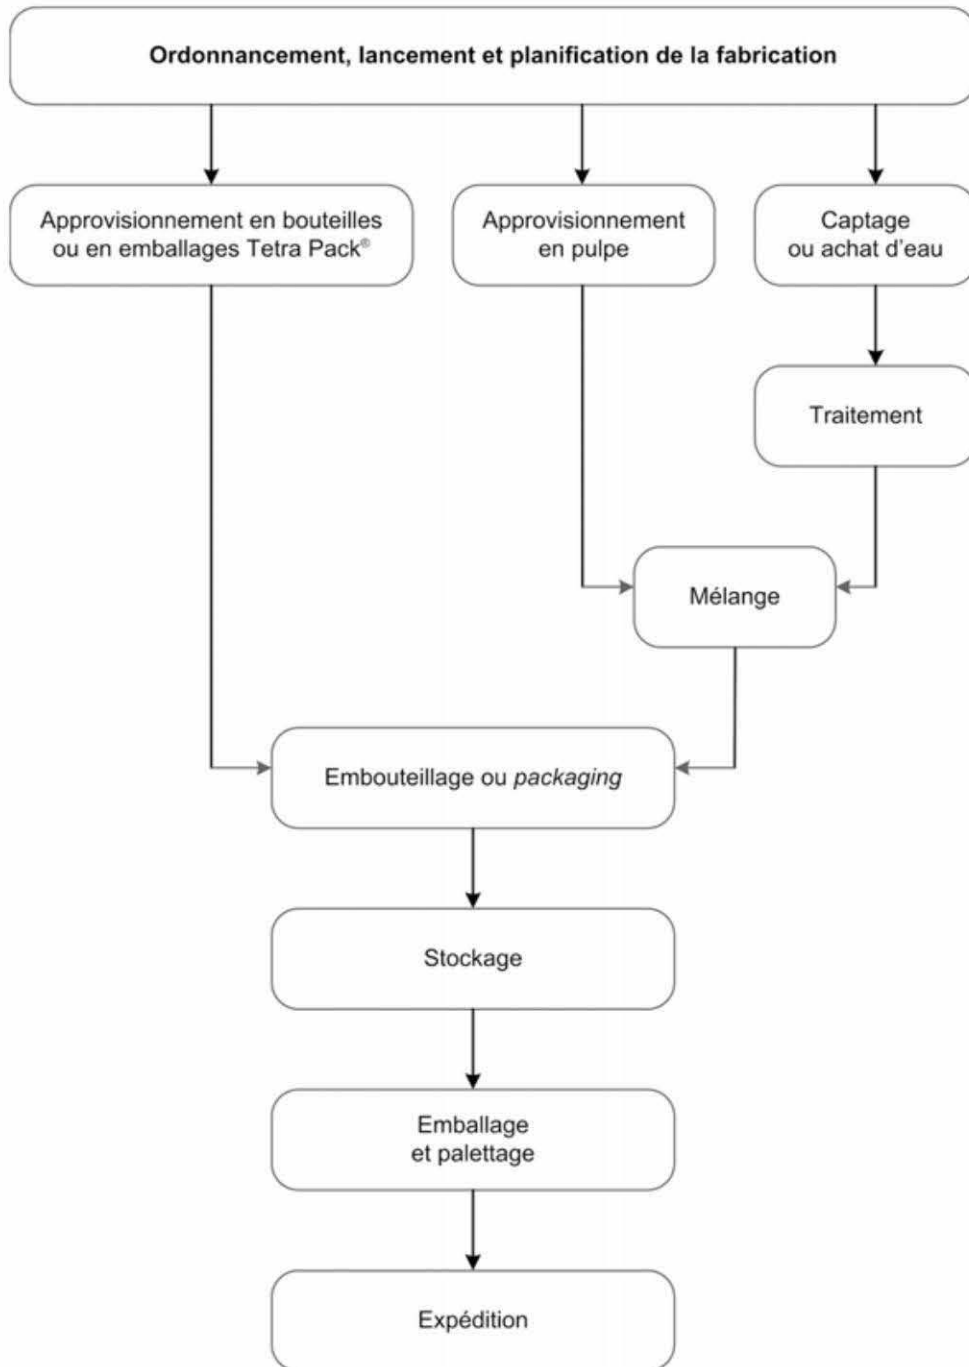 Ordonnancement, lancement et planification de la fabrication
Approvisionnement en bouteilles
ou en emballages Tetra Pack®
Approvisionnement
en pulpe
Captage
ou achat d'eau
Traitement
Mélange
Embouteillage ou packaging
Stockage
Emballage
et palettage
Expédition